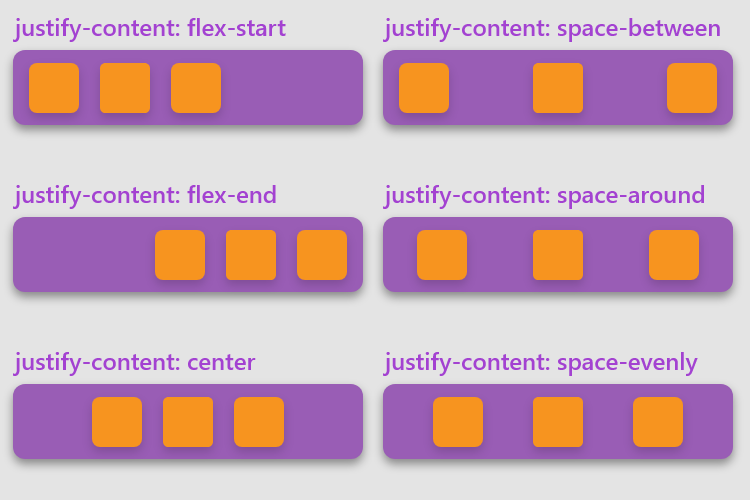 justify-content: flex-start
justify-content: space-between
justify-content: flex-end
justify-content: space-around
justify-content: center
justify-content: space-evenly